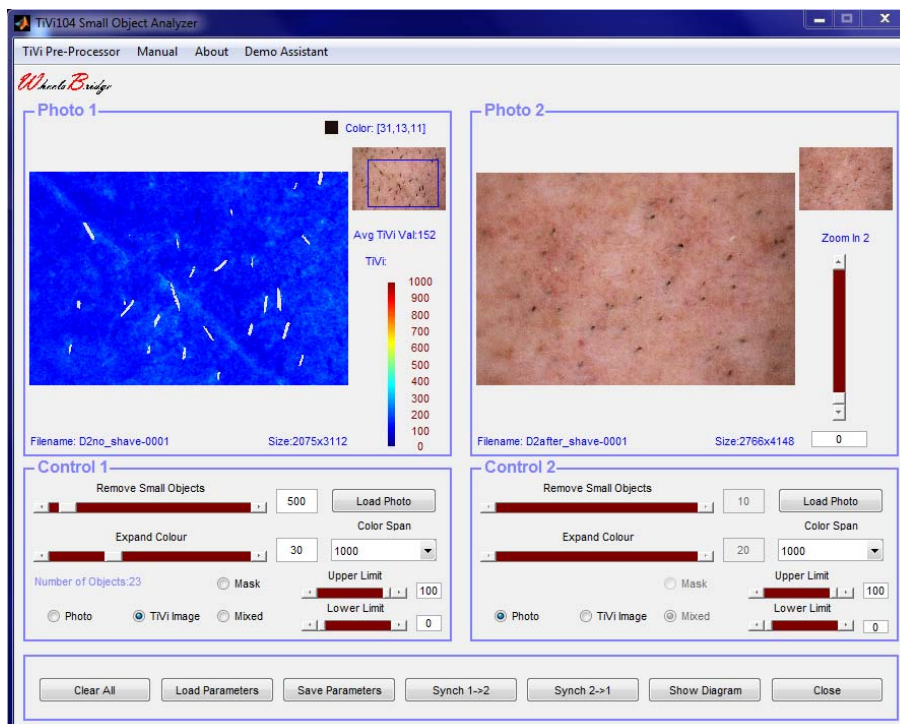 TiVi104 Small Object Analyzer
TiVi Pre-Processor Manual About Demo Assistant
Wheels Bridge
Photo 1
Color: [31,13,11]
Avg TiVi Val:152
TiVi:
1000
900
800
700
600
500
400
300
200
100
0
Filename: D2no_shave-0001 Size:2075x3112
Photo 2
Zoom In 2
0
Filename: D2after_shave-0001 Size:2766x4148
Control 1
Remove Small Objects
500
Load Photo
Expand Colour
30
Color Span
1000
Number of Objects:23
Mask
Upper Limit
100
Photo TiVi Image Mixed
Lower Limit
0
Control 2
Remove Small Objects
10
Load Photo
Expand Colour
20
Color Span
1000
Mask
Upper Limit
100
Photo TiVi Image Mixed
Lower Limit
0
Clear All Load Parameters Save Parameters Synch 1->2 Synch 2->1 Show Diagram Close